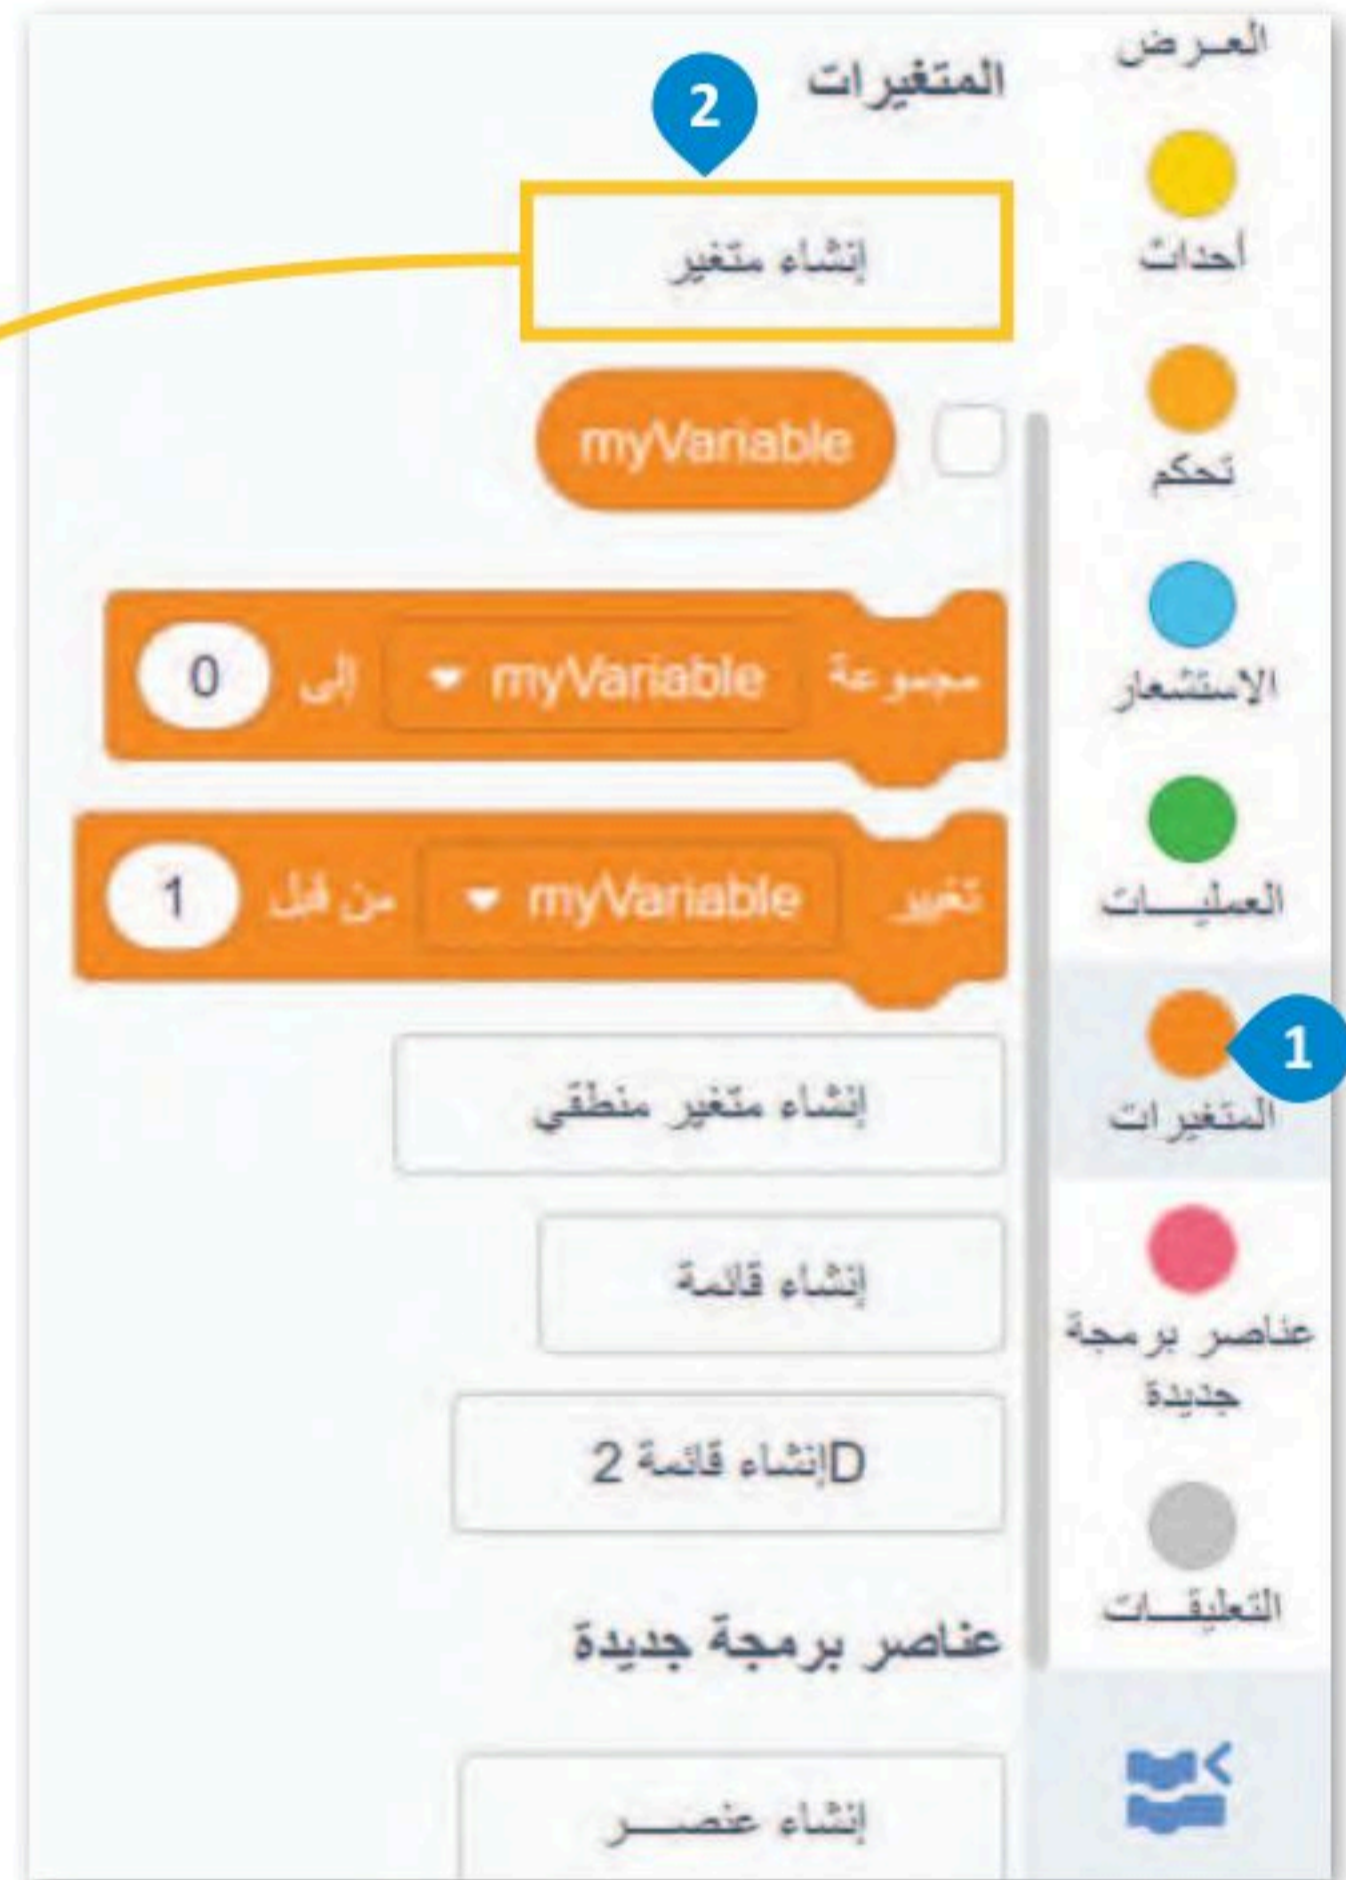 العرض
أحداث
تحكم
الاستشعار
العمليات
1
المتغيرات
عناصر برمجة
جديدة
التعليقات
المتغيرات
2
إنشاء متغير
myVariable
مجموعة myVariable إلى 0
تغيير myVariable من قبل 1
إنشاء متغير منطقي
إنشاء قائمة
Dإنشاء قائمة 2
عناصر برمجة جديدة
إنشاء عنصر